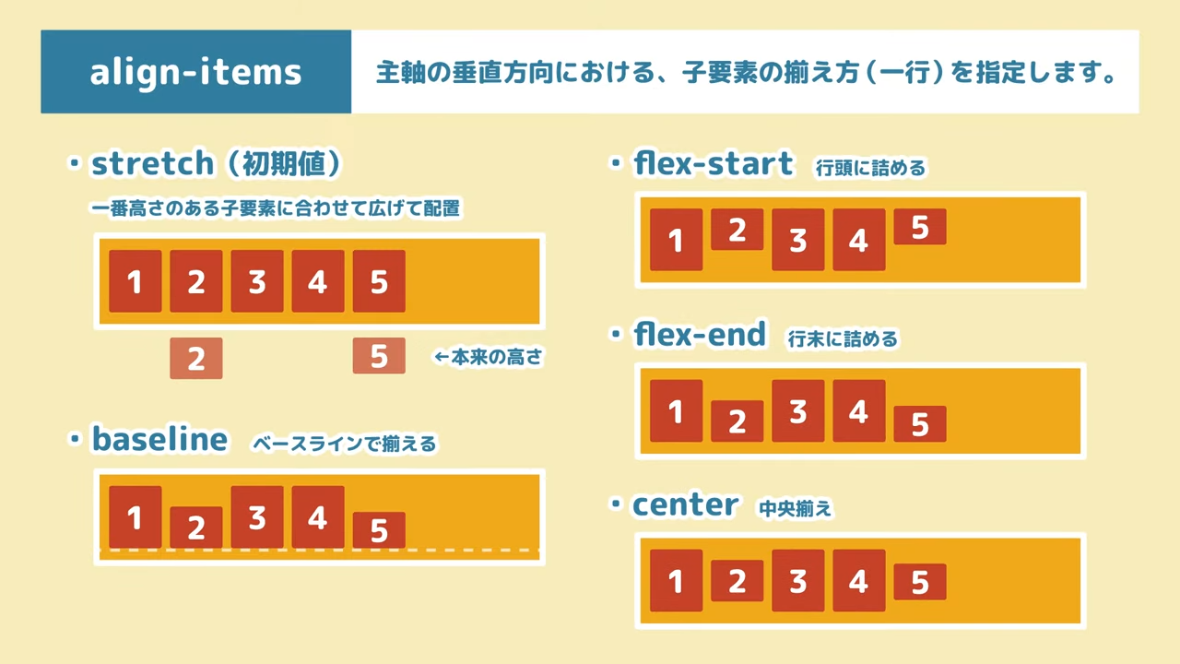 align-items
主軸の垂直方向における、子要素の揃え方（一行）を指定します。
・stretch（初期値）
一番高さのある子要素に合わせて広げて配置
1 2 3 4 5
2 5 ←本来の高さ
・baseline ベースラインで揃える
1 2 3 4 5
・flex-start 行頭に詰める
1 2 3 4 5
・flex-end 行末に詰める
1 2 3 4 5
・center 中央揃え
1 2 3 4 5